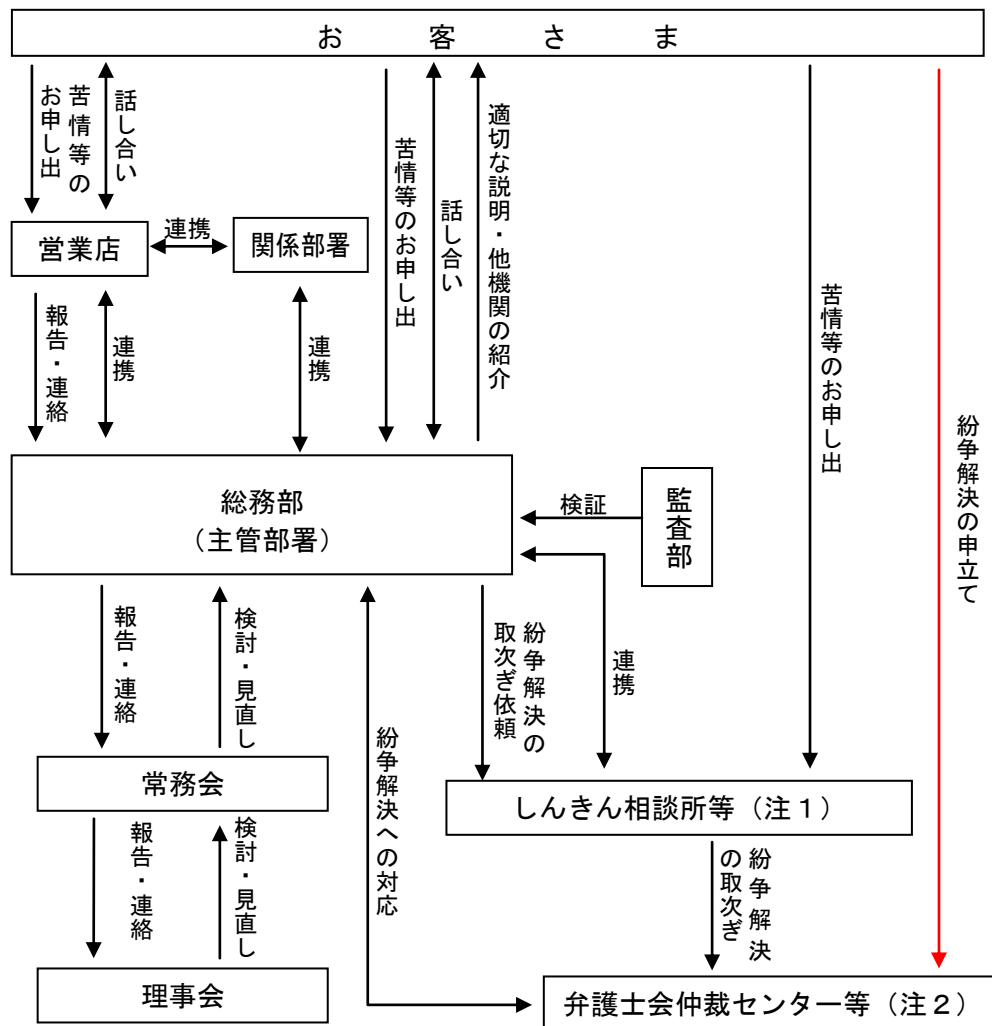 お客さま
苦情等の
お申し出
話し合い
苦情等のお申し出
話し合い
適切な説明・他機関の紹介
苦情等のお申し出
紛争解決の申立て
営業店
連携
関係部署
報告・連絡
連携
連携
総務部
（主管部署）
検証
監査部
報告・連絡
検討・見直し
紛争解決への対応
紛争解決の
取次ぎ依頼
連携
常務会
しんきん相談所等（注１）
報告・連絡
検討・見直し
紛争解決
の取次ぎ
理事会
弁護士会仲裁センター等（注２）